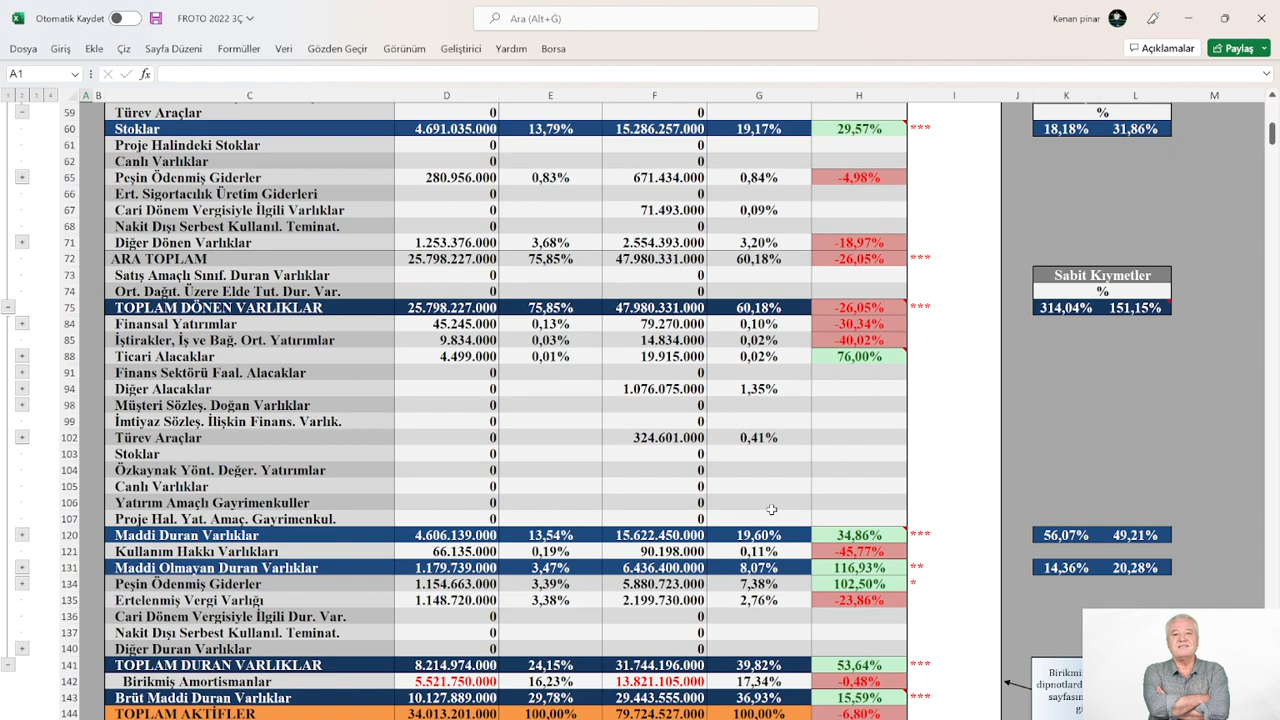 Otomatik Kaydet FROTO 2022 3Ç Ara (Alt+G) Kenan pinar
Dosya Giriş Ekle Çiz Sayfa Düzeni Formüller Veri Gözden Geçir Görünüm Geliştirici Yardım Borsa Açıklamalar Paylaş
A1 fx
1 2 3 4 A B C D E F G H I J K L M
59 Türev Araçlar 0 0 %
60 Stoklar 4.691.035.000 13,79% 15.286.257.000 19,17% 29,57% *** 18,18% 31,86%
61 Proje Halindeki Stoklar 0 0
62 Canlı Varlıklar 0 0
65 Peşin Ödenmiş Giderler 280.956.000 0,83% 671.434.000 0,84% -4,98%
66 Ert. Sigortacılık Üretim Giderleri 0 0
67 Cari Dönem Vergisiyle İlgili Varlıklar 0 71.493.000 0,09%
68 Nakit Dışı Serbest Kullanıl. Teminat. 0 0
71 Diğer Dönen Varlıklar 1.253.376.000 3,68% 2.554.393.000 3,20% -18,97%
72 ARA TOPLAM 25.798.227.000 75,85% 47.980.331.000 60,18% -26,05% ***
73 Satış Amaçlı Sınıf. Duran Varlıklar 0 0 Sabit Kıymetler
74 Ort. Dağıt. Üzere Elde Tut. Dur. Var. 0 0 %
75 TOPLAM DÖNEN VARLIKLAR 25.798.227.000 75,85% 47.980.331.000 60,18% -26,05% *** 314,04% 151,15%
84 Finansal Yatırımlar 45.245.000 0,13% 79.270.000 0,10% -30,34%
85 İştirakler, İş ve Bağ. Ort. Yatırımlar 9.834.000 0,03% 14.834.000 0,02% -40,02%
88 Ticari Alacaklar 4.499.000 0,01% 19.915.000 0,02% 76,00%
91 Finans Sektörü Faal. Alacaklar 0 0
94 Diğer Alacaklar 0 1.076.075.000 1,35%
98 Müşteri Sözleş. Doğan Varlıklar 0 0
99 İmtiyaz Sözleş. İlişkin Finans. Varlık. 0 0
102 Türev Araçlar 0 324.601.000 0,41%
103 Stoklar 0 0
104 Özkaynak Yönt. Değer. Yatırımlar 0 0
105 Canlı Varlıklar 0 0
106 Yatırım Amaçlı Gayrimenkuller 0 0
107 Proje Hal. Yat. Amaç. Gayrimenkul. 0 0
120 Maddi Duran Varlıklar 4.606.139.000 13,54% 15.622.450.000 19,60% 34,86% *** 56,07% 49,21%
121 Kullanım Hakkı Varlıkları 66.135.000 0,19% 90.198.000 0,11% -45,77%
131 Maddi Olmayan Duran Varlıklar 1.179.739.000 3,47% 6.436.400.000 8,07% 116,93% ** 14,36% 20,28%
134 Peşin Ödenmiş Giderler 1.154.663.000 3,39% 5.880.723.000 7,38% 102,50% *
135 Ertelenmiş Vergi Varlığı 1.148.720.000 3,38% 2.199.730.000 2,76% -23,86%
136 Cari Dönem Vergisiyle İlgili Dur. Var. 0 0
137 Nakit Dışı Serbest Kullanıl. Teminat. 0 0
140 Diğer Duran Varlıklar 0 0
141 TOPLAM DURAN VARLIKLAR 8.214.974.000 24,15% 31.744.196.000 39,82% 53,64% ***
142 Birikmiş Amortismanlar 5.521.750.000 16,23% 13.821.105.000 17,34% -0,48%
143 Brüt Maddi Duran Varlıklar 10.127.889.000 29,78% 29.443.555.000 36,93% 15,59% ***
144 TOPLAM AKTİFLER 34.013.201.000 100,00% 79.724.527.000 100,00% -6,80%